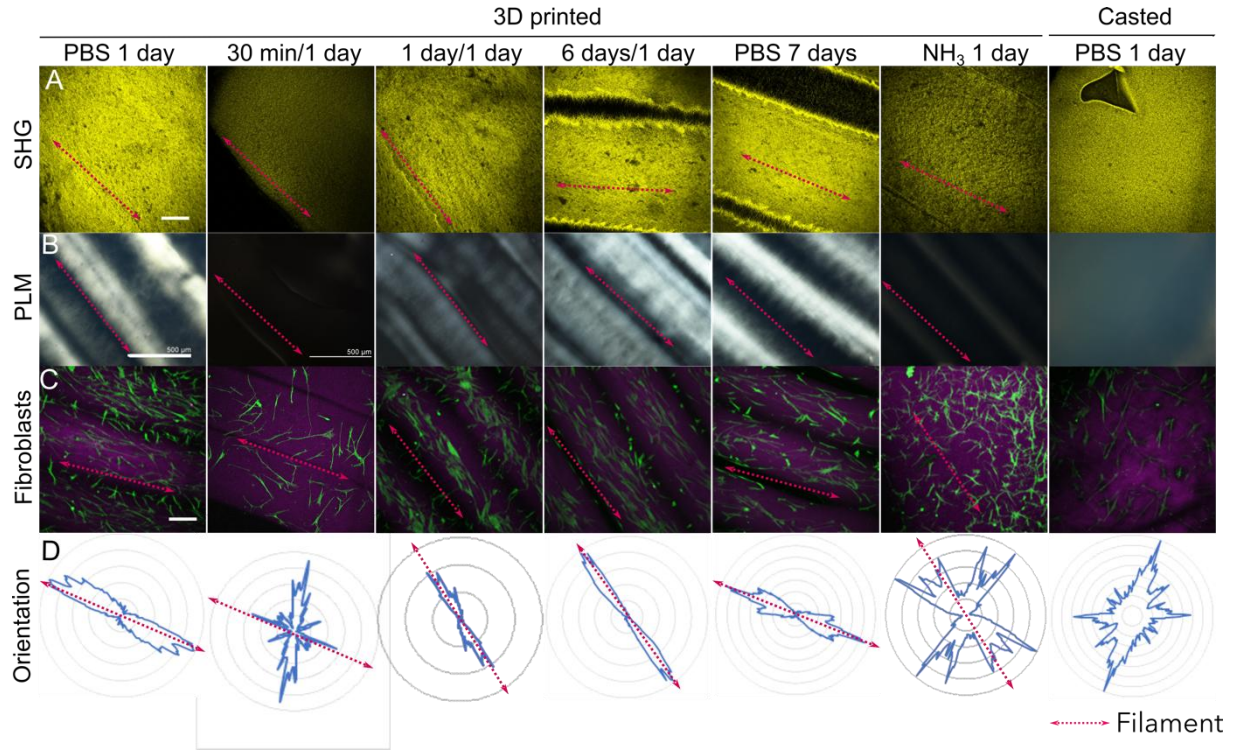 3D printed
Casted
PBS 1 day
30 min/1 day
1 day/1 day
6 days/1 day
PBS 7 days
NH₃ 1 day
PBS 1 day
A
SHG
B
PLM
500 µm
500 µm
C
Fibroblasts
D
Orientation
Filament